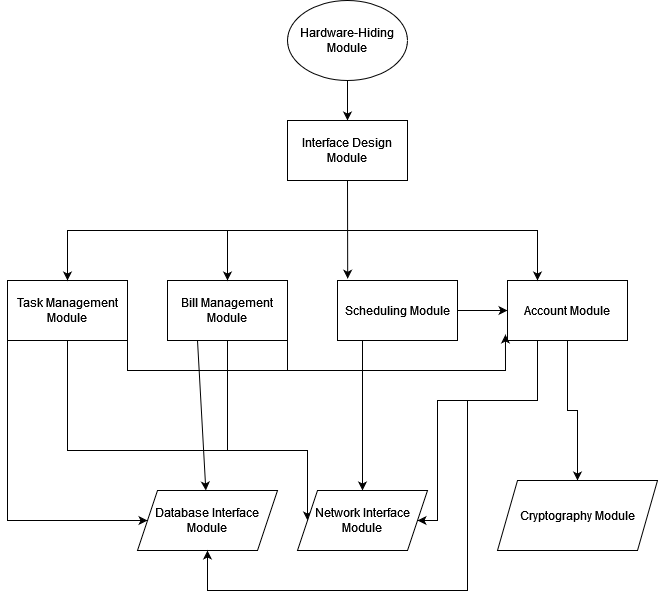 Hardware-Hiding
Module
Interface Design
Module
Task Management
Module
Bill Management
Module
Scheduling Module
Account Module
Database Interface
Module
Network Interface
Module
Cryptography Module